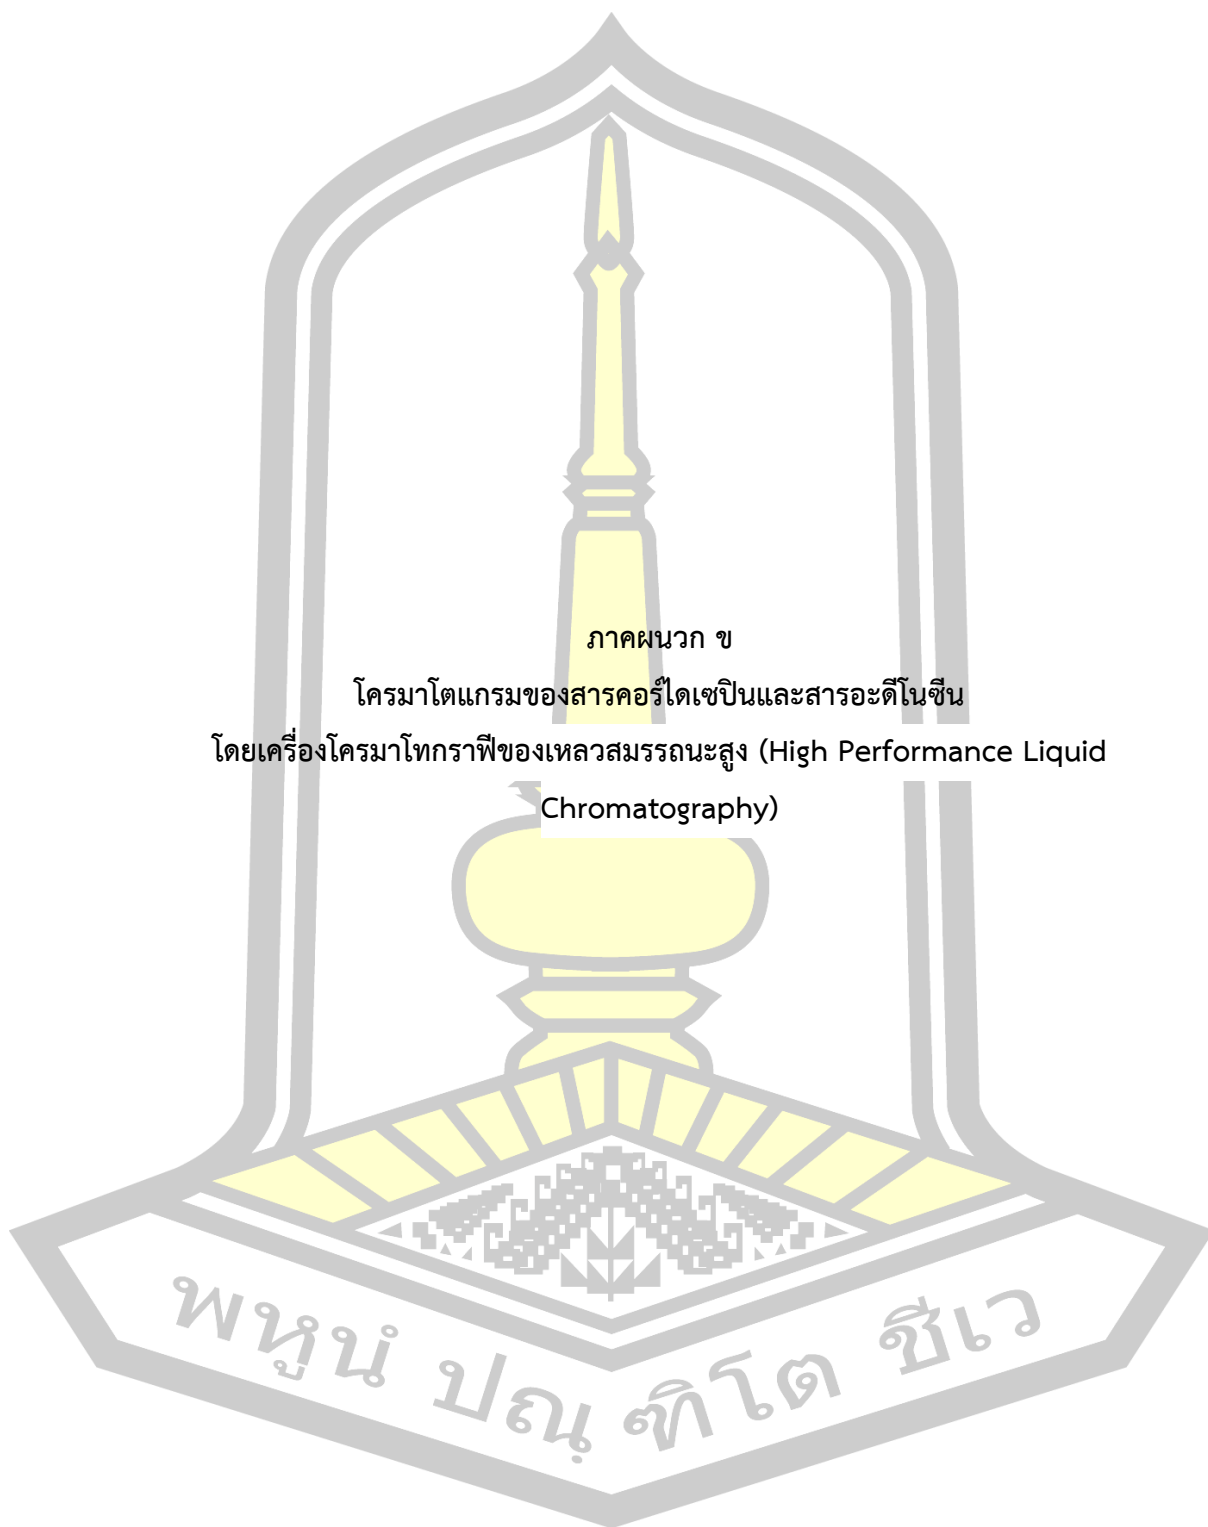 ภาคผนวก ข
โครมาโตแกรมของสารคอร์ไดเซปินและสารอะดีโนซีน
โดยเครื่องโครมาโทกราฟีของเหลวสมรรถนะสูง (High Performance Liquid
Chromatography)
พหูนํ ปณฺฑิโต ชีเว